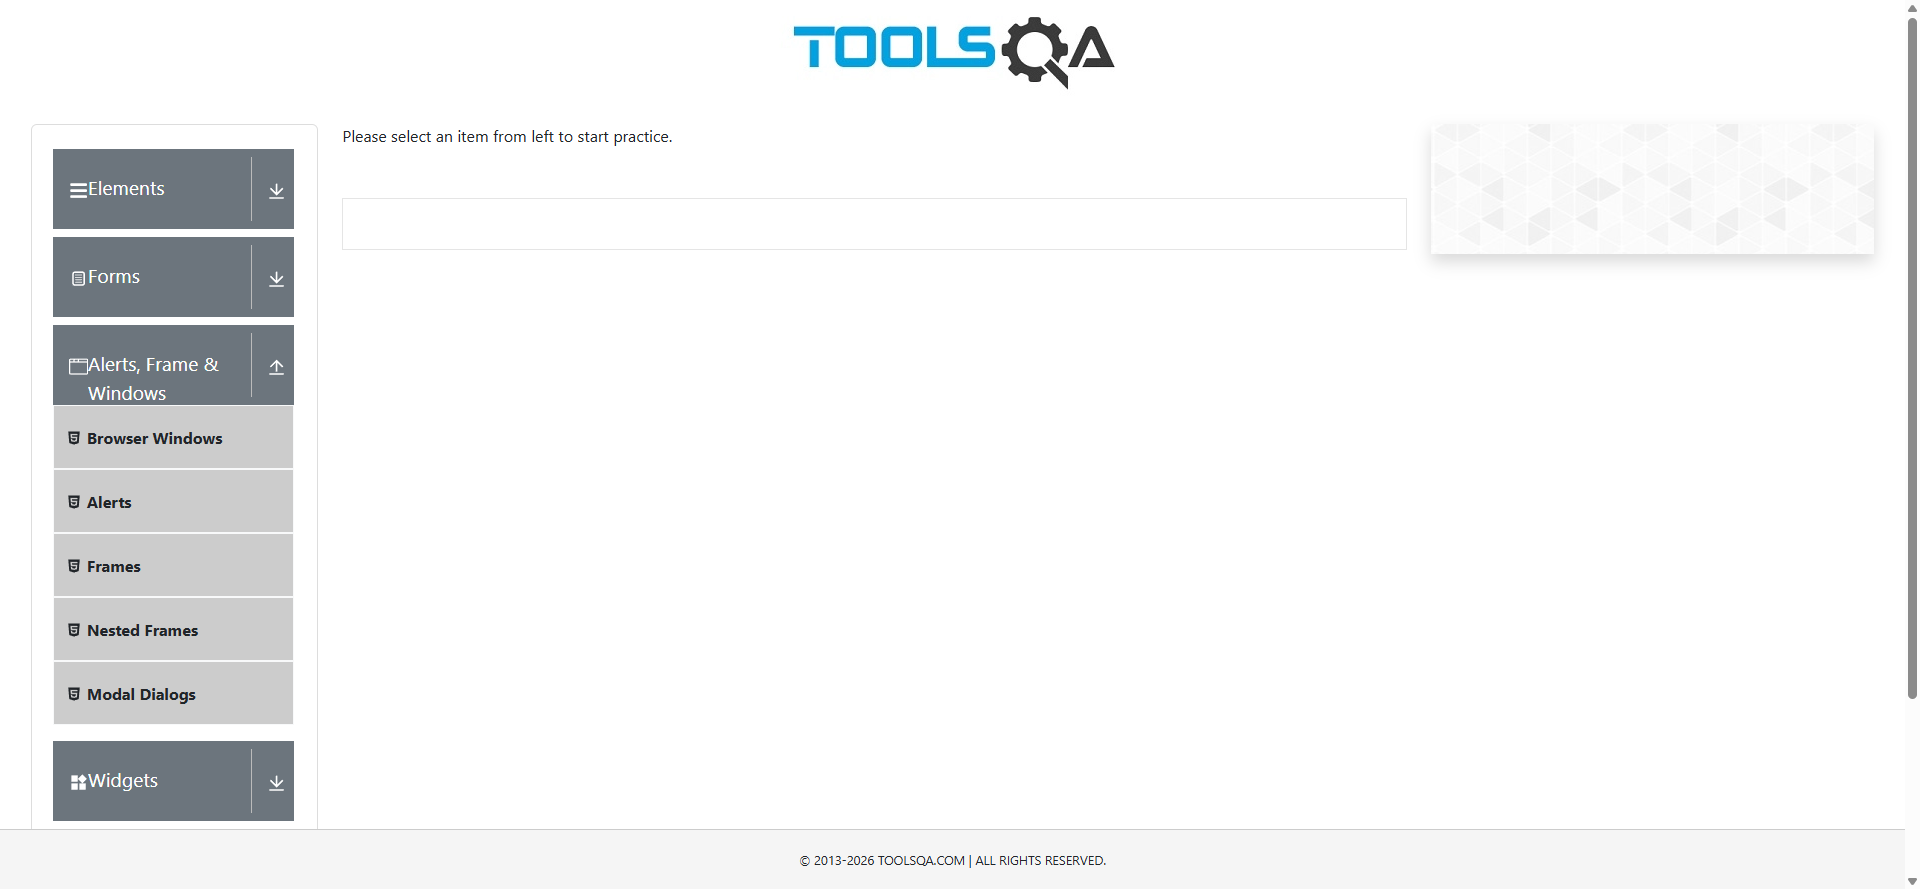 TOOLSQA
Please select an item from left to start practice.
Elements
Forms
Alerts, Frame &
Windows
Browser Windows
Alerts
Frames
Nested Frames
Modal Dialogs
Widgets
© 2013-2026 TOOLSQA.COM | ALL RIGHTS RESERVED.